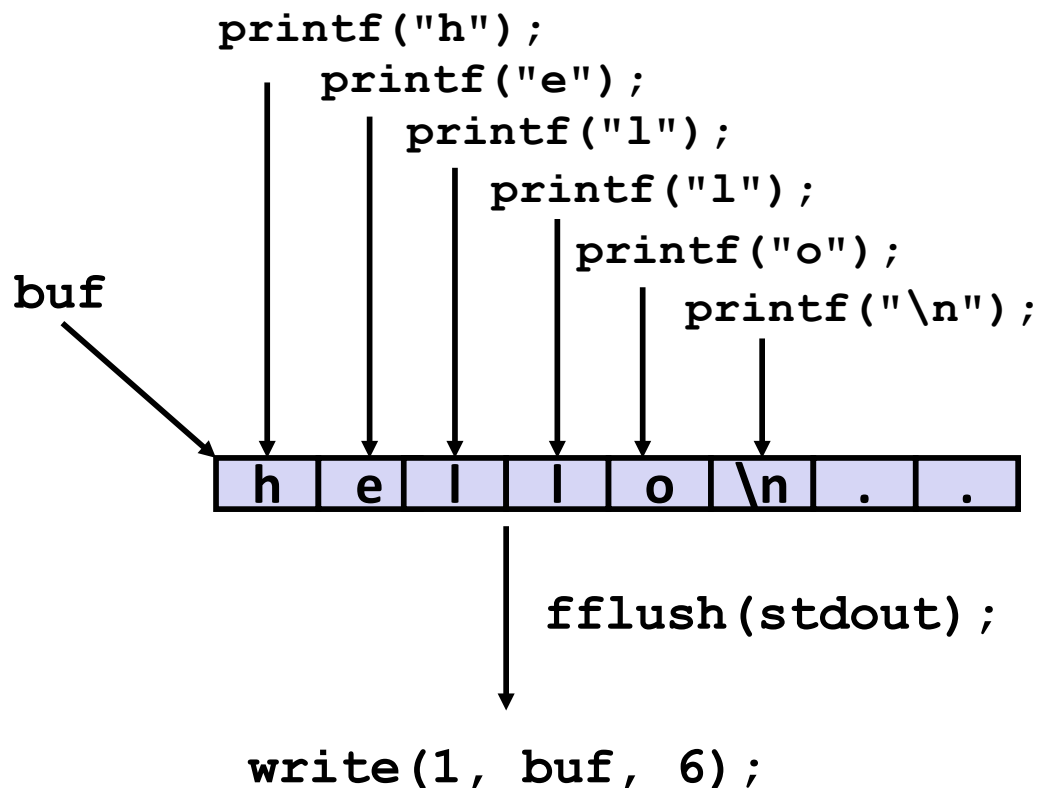 printf("h");
printf("e");
printf("l");
printf("l");
printf("o");
buf
printf("\n");
h e l l o \n . .
fflush(stdout);
write(1, buf, 6);